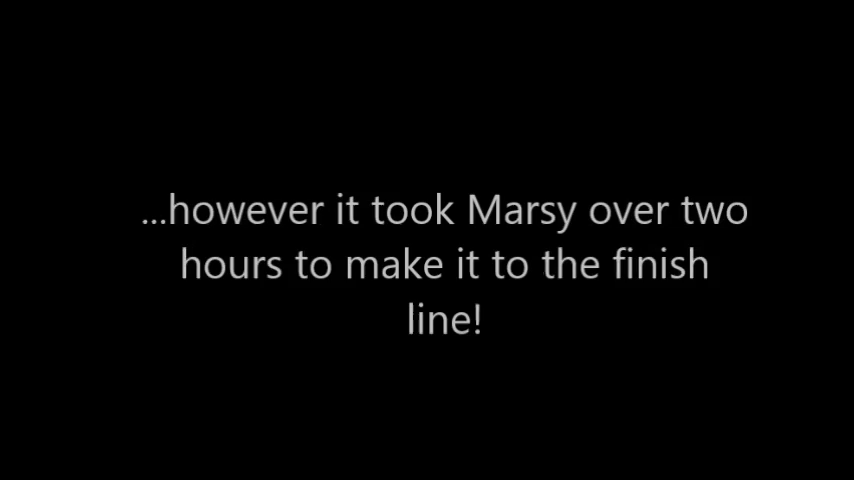 ...however it took Marsy over two
hours to make it to the finish
line!